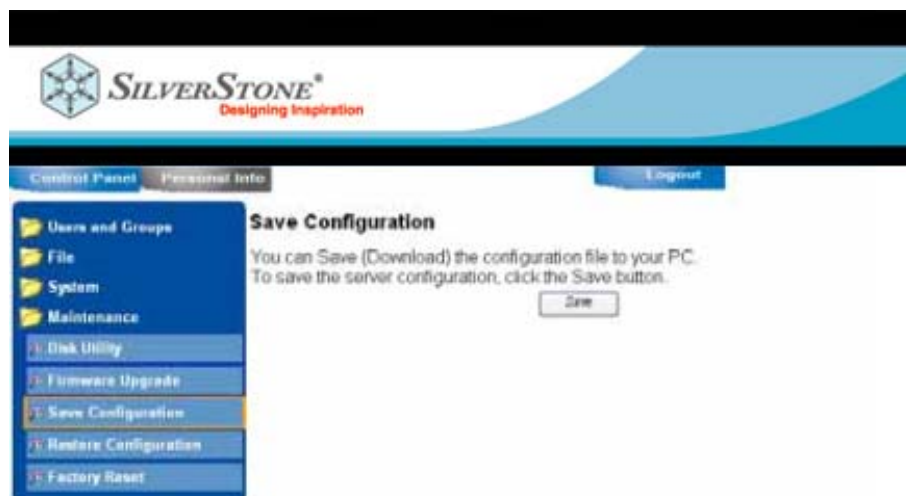 SILVERSTONE®
Designing Inspiration
Control Panel
Personal Info
Logout
Users and Groups
File
System
Maintenance
Disk Utility
Firmware Upgrade
Save Configuration
Restore Configuration
Factory Reset
Save Configuration
You can Save (Download) the configuration file to your PC.
To save the server configuration, click the Save button.
Save